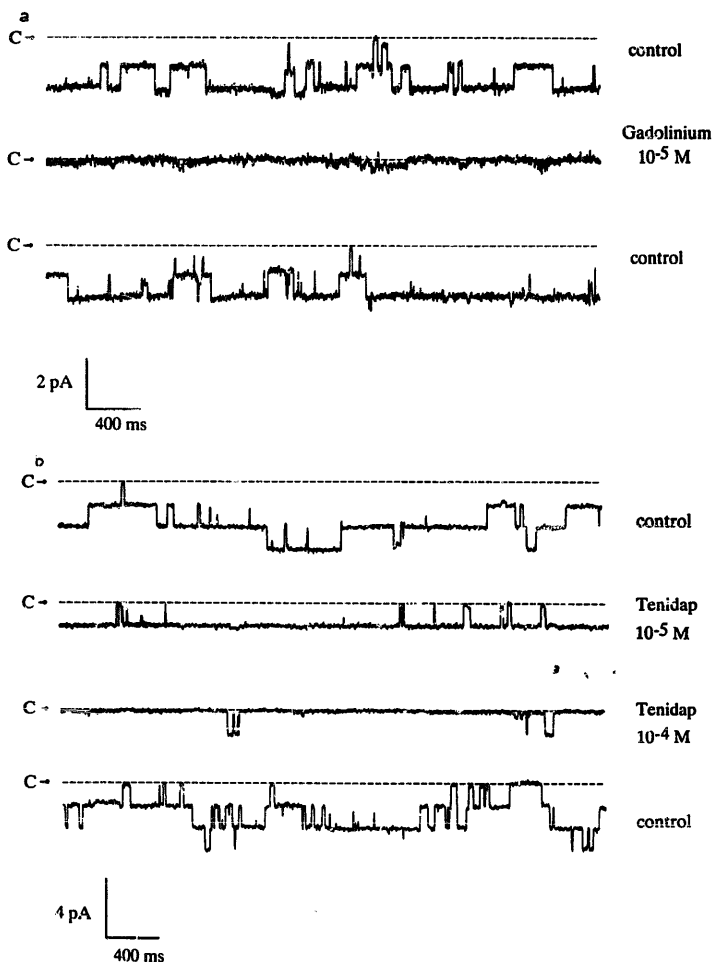 a
C→
control
C→
Gadolinium
10-5 M
C→
control
2 pA
400 ms
b
C→
control
C→
Tenidap
10-5 M
C→
Tenidap
10-4 M
C→
control
4 pA
400 ms